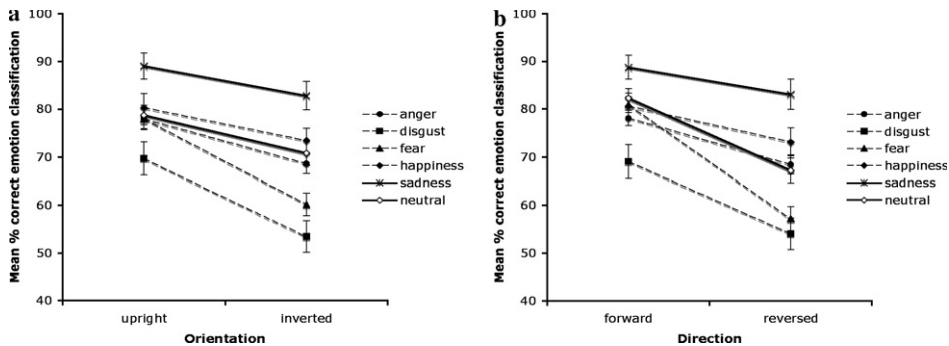 a
Mean % correct emotion classification
100
90
80
70
60
50
40
upright
inverted
Orientation
anger
disgust
fear
happiness
sadness
neutral
b
Mean % correct emotion classification
100
90
80
70
60
50
40
forward
reversed
Direction
anger
disgust
fear
happiness
sadness
neutral